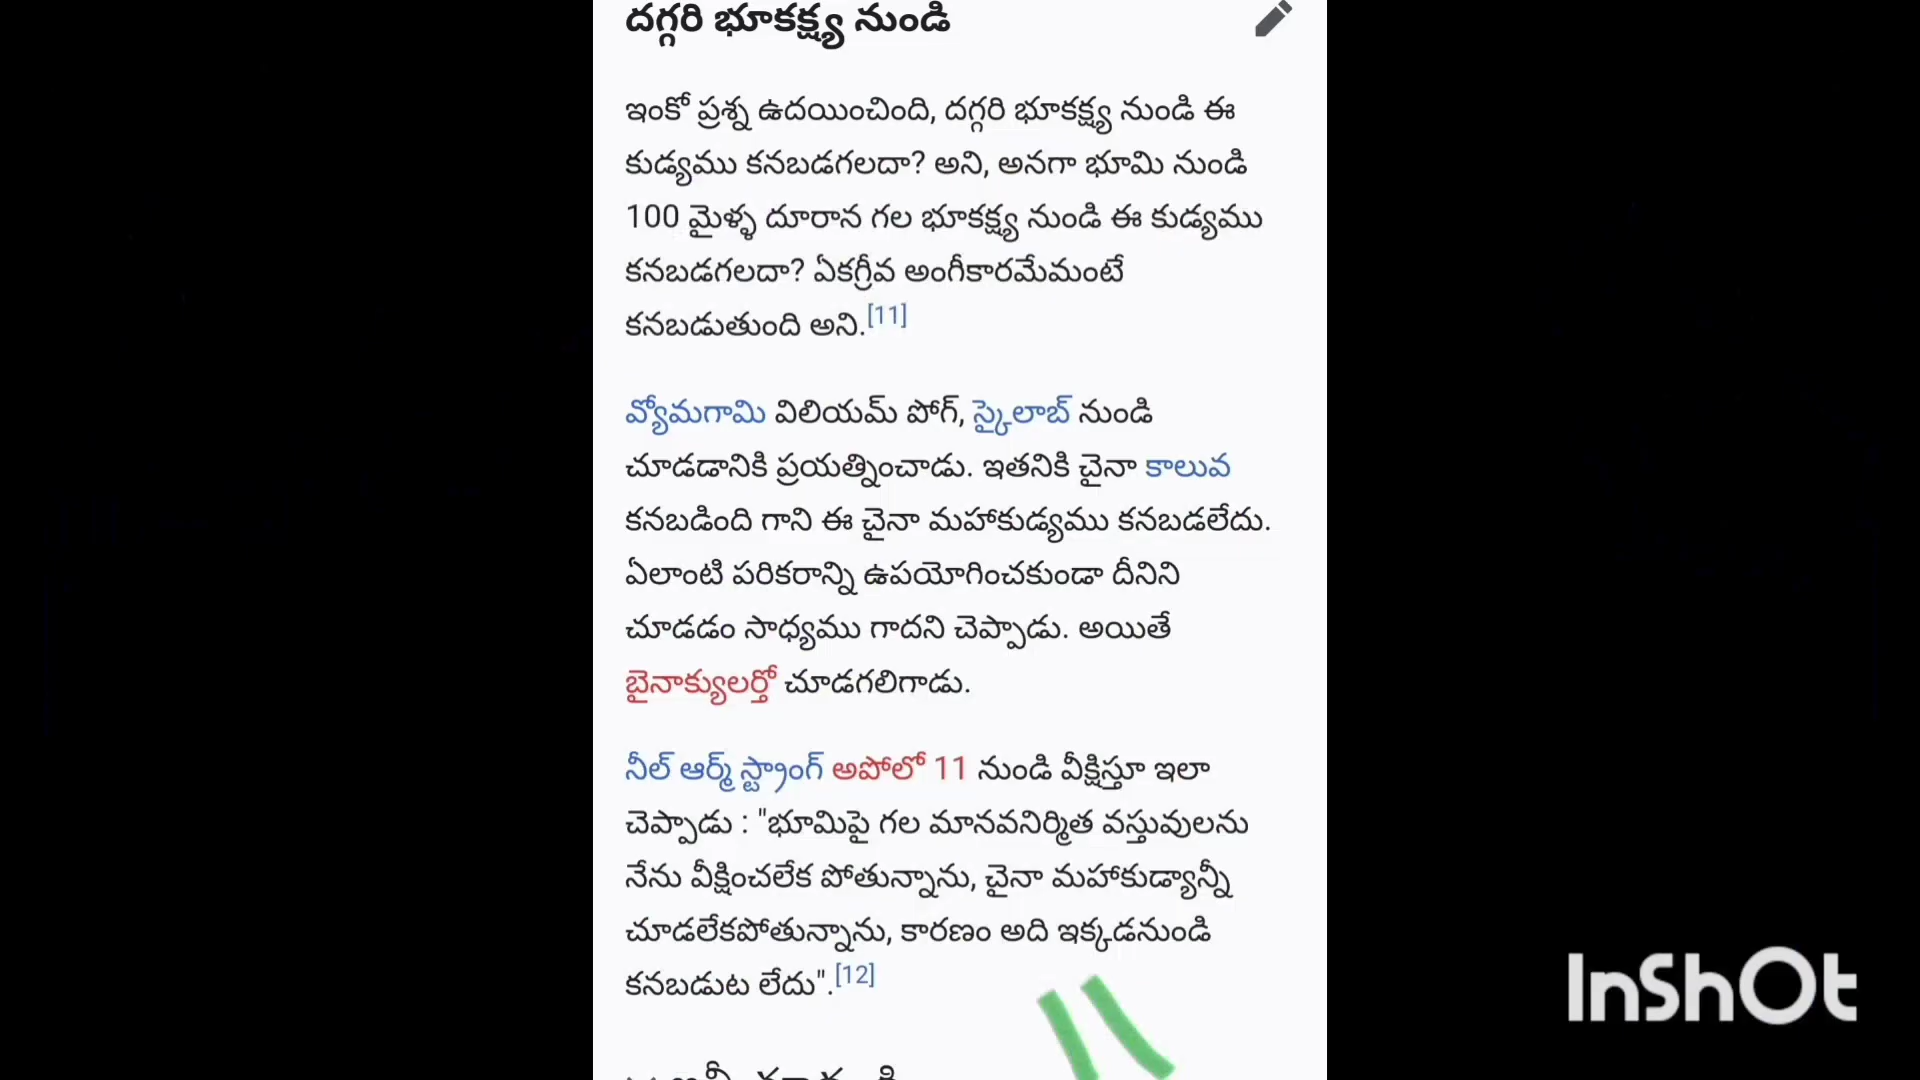 దగ్గరి భూకక్ష్య నుండి
ఇంకో ప్రశ్న ఉదయించింది, దగ్గరి భూకక్ష్య నుండి ఈ
కుడ్యము కనబడగలదా? అని, అనగా భూమి నుండి
100 మైళ్ళ దూరాన గల భూకక్ష్య నుండి ఈ కుడ్యము
కనబడగలదా? ఏకగ్రీవ అంగీకారమేమంటే
కనబడుతుంది అని.[11]
వ్యోమగామి విలియమ్ పోగ్, స్కైలాబ్ నుండి
చూడడానికి ప్రయత్నించాడు. ఇతనికి చైనా కాలువ
కనబడింది గాని ఈ చైనా మహాకుడ్యము కనబడలేదు.
ఏలాంటి పరికరాన్ని ఉపయోగించకుండా దీనిని
చూడడం సాధ్యము గాదని చెప్పాడు. అయితే
బైనాక్యులర్తో చూడగలిగాడు.
నీల్ ఆర్మ్ స్ట్రాంగ్ అపోలో 11 నుండి వీక్షిస్తూ ఇలా
చెప్పాడు : "భూమిపై గల మానవనిర్మిత వస్తువులను
నేను వీక్షించలేక పోతున్నాను, చైనా మహాకుడ్యాన్నీ
చూడలేకపోతున్నాను, కారణం అది ఇక్కడనుండి
కనబడుట లేదు".[12]
InShOt